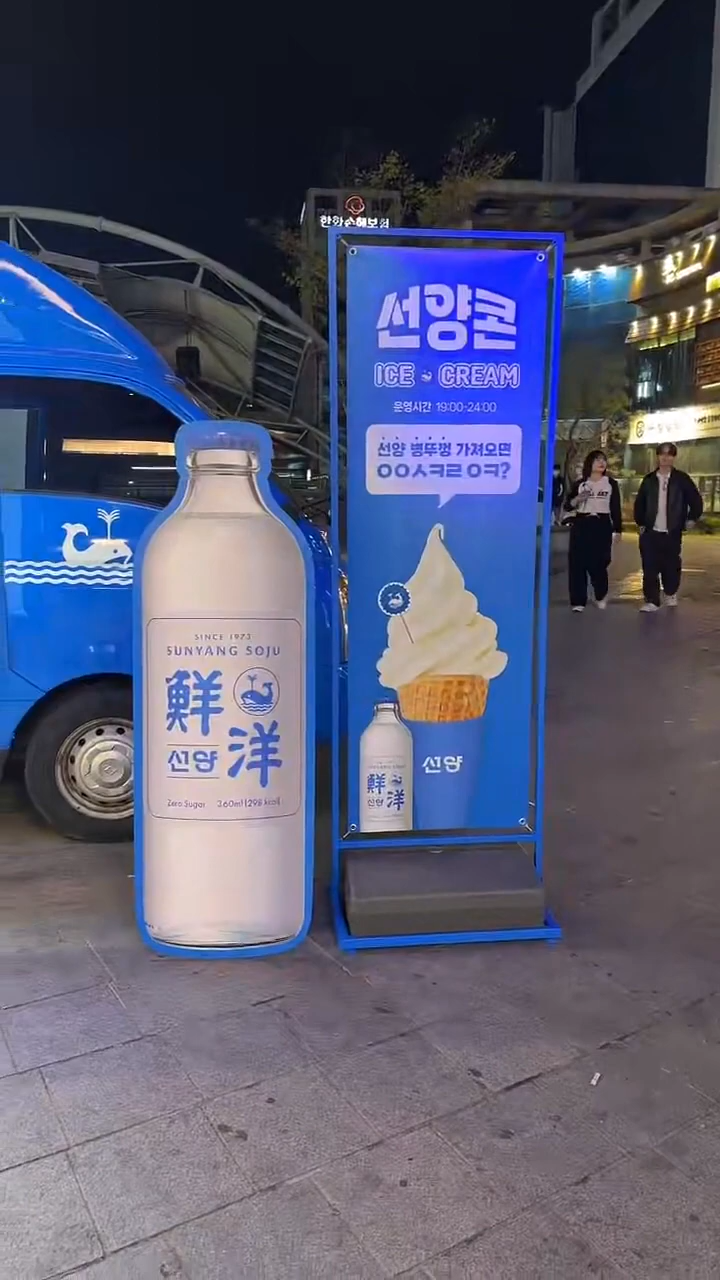 한화손해보험
선양콘
ICE CREAM
운영시간 19:00-24:00
선양 병뚜껑 가져오면
ㅇㅇㅅㅋㄹ ㅇㅋ?
선양
鮮
洋
선양
SINCE 1973
SUNYANG SOJU
鮮
선양
洋
Zero Sugar 360ml(298 kcal)